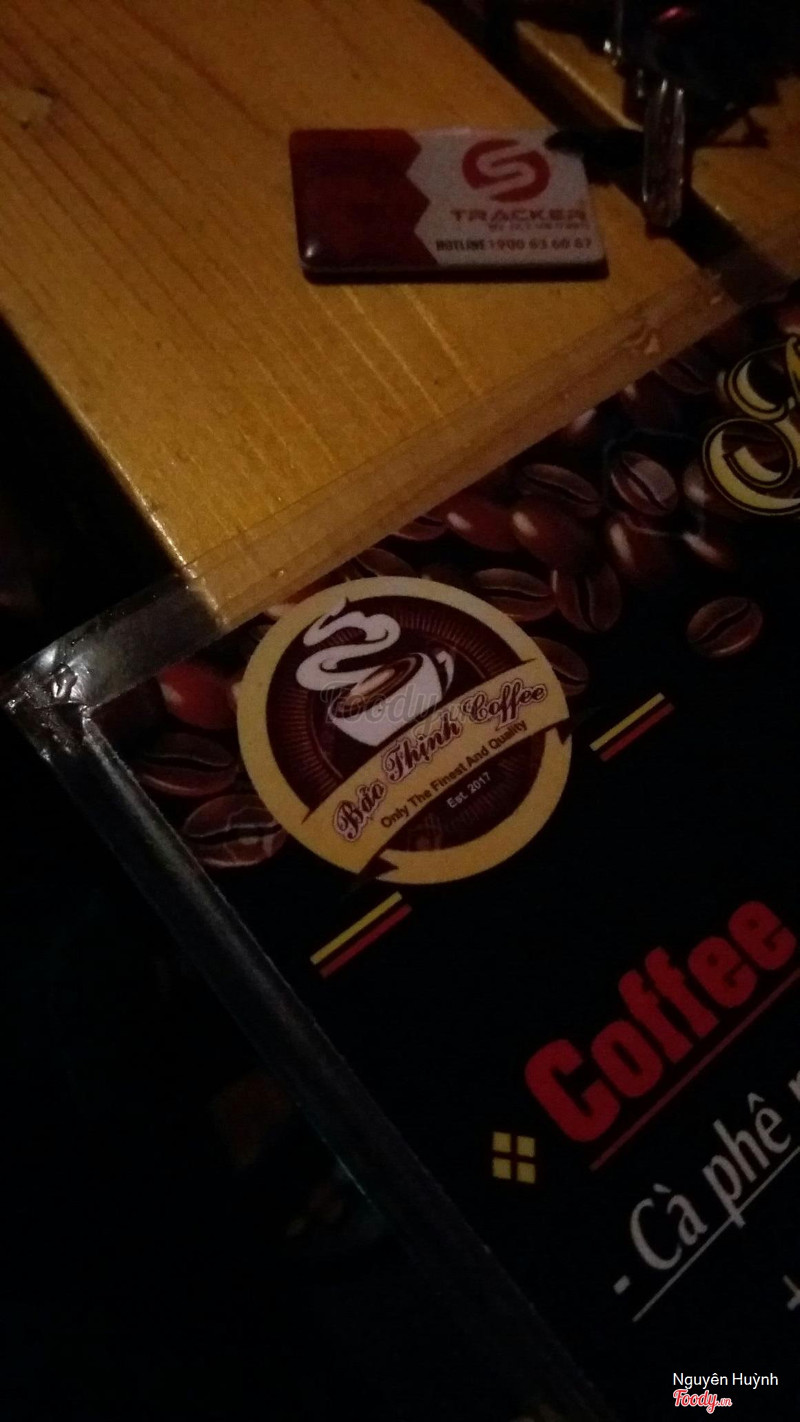 TRACKER
HOTLINE 1900 63 60 67
Bảo Thịnh Coffee
Only The Finest And Quality
Est. 2017
Foody
Coffee
- Cà phê
Nguyên Huỳnh
Foody.vn